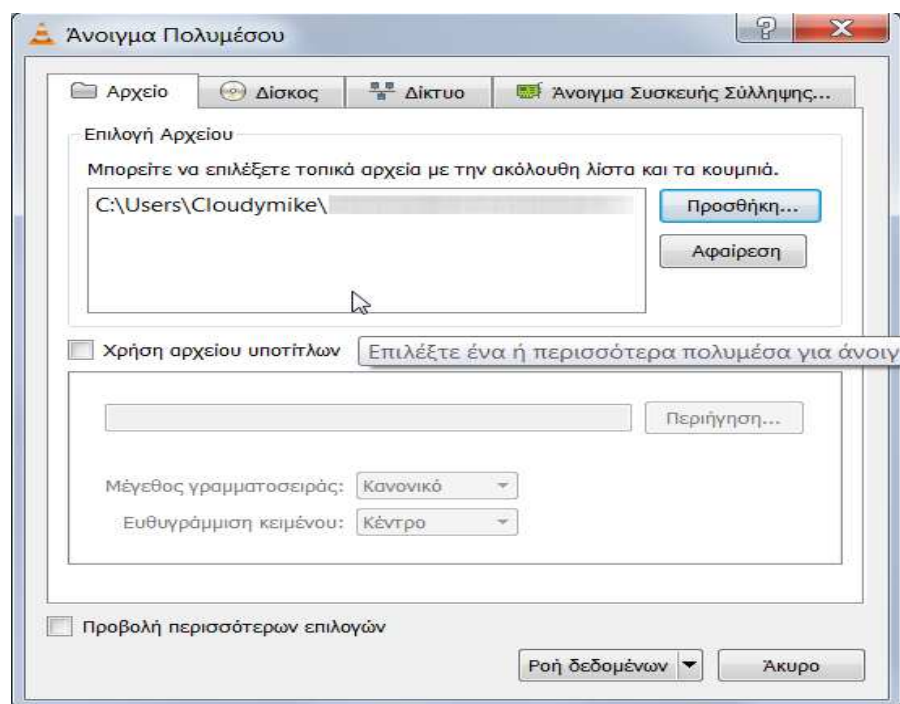 Άνοιγμα Πολυμέσου
Αρχείο Δίσκος Δίκτυο Άνοιγμα Συσκευής Σύλληψης...
Επιλογή Αρχείου
Μπορείτε να επιλέξετε τοπικά αρχεία με την ακόλουθη λίστα και τα κουμπιά.
C:\Users\Cloudymike\ Προσθήκη...
Αφαίρεση
Χρήση αρχείου υποτίτλων Επιλέξτε ένα ή περισσότερα πολυμέσα για άνοιγ
Περιήγηση...
Μέγεθος γραμματοσειράς: Κανονικό
Ευθυγράμμιση κειμένου: Κέντρο
Προβολή περισσότερων επιλογών
Ροή δεδομένων Άκυρο